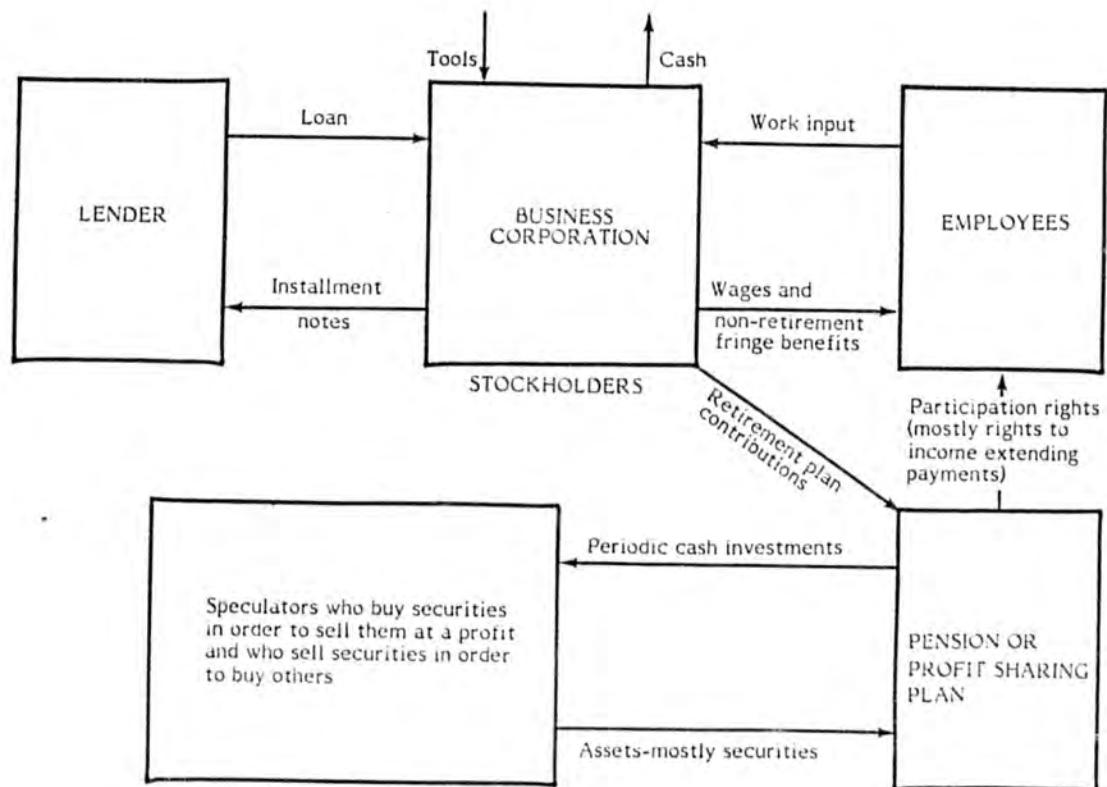 Tools
Cash
Loan
Work input
LENDER
BUSINESS
CORPORATION
EMPLOYEES
Installment
notes
Wages and
non-retirement
fringe benefits
STOCKHOLDERS
Retirement plan
contributions
Participation rights
(mostly rights to
income extending
payments)
Periodic cash investments
Speculators who buy securities
in order to sell them at a profit
and who sell securities in order
to buy others
PENSION OR
PROFIT SHARING
PLAN
Assets-mostly securities